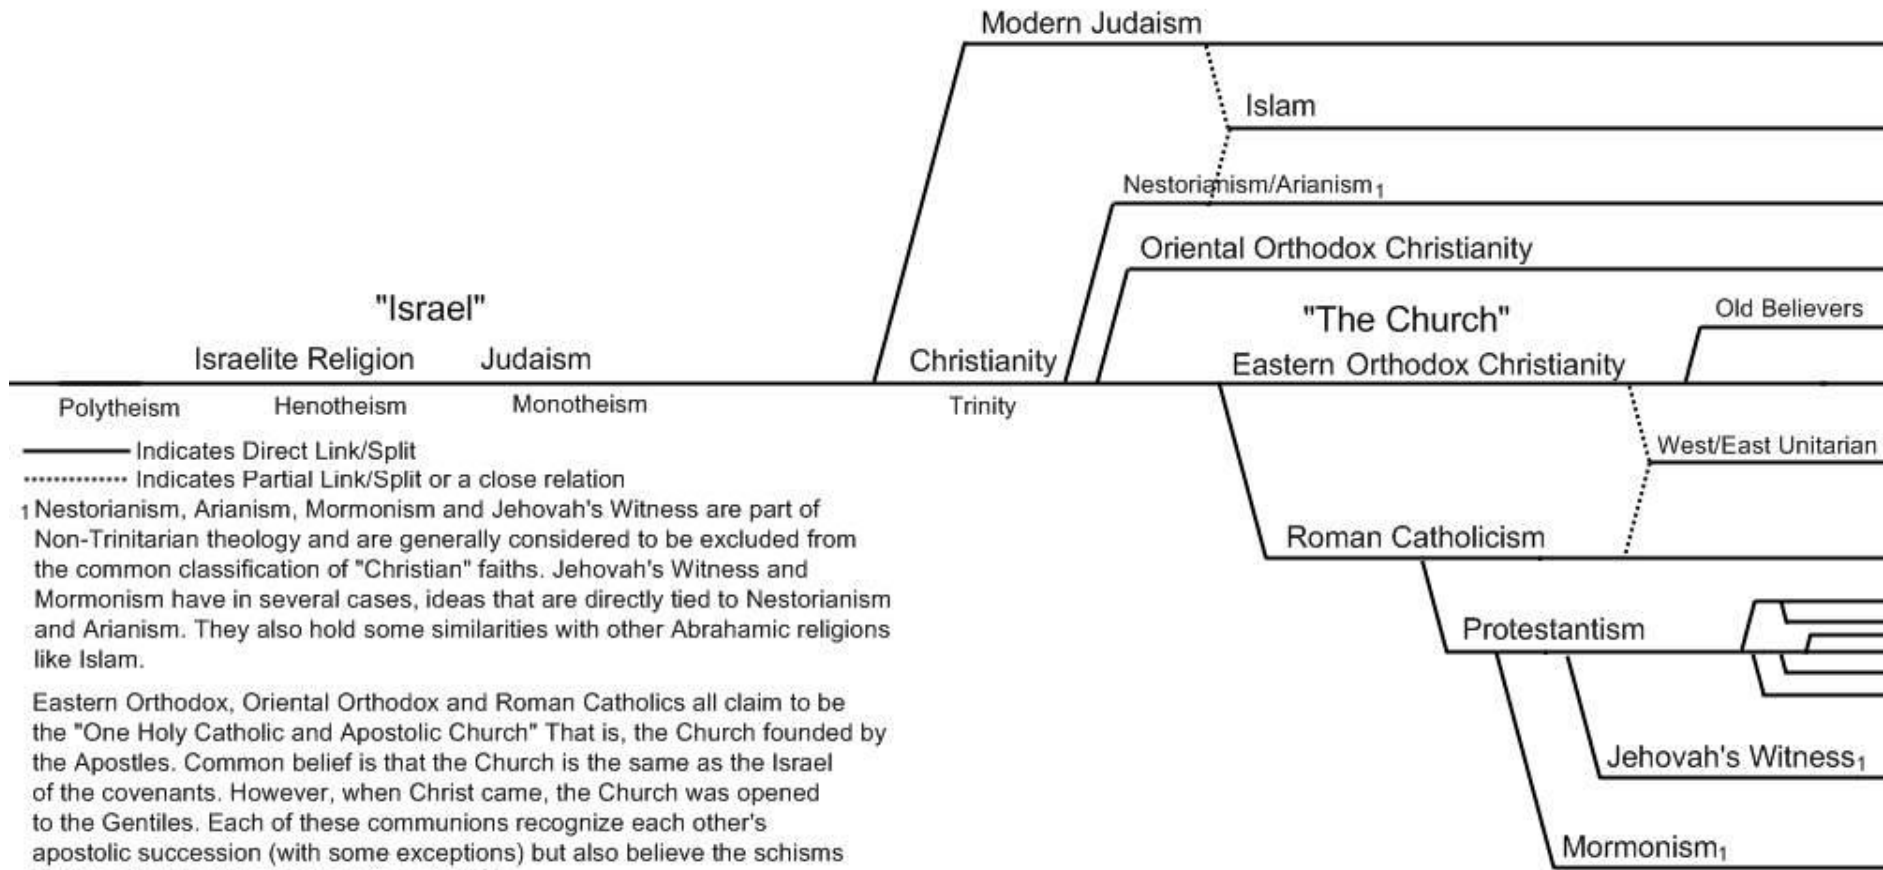 Modern Judaism
Islam
Nestorianism/Arianism1
Oriental Orthodox Christianity
"Israel"
"The Church"
Old Believers
Israelite Religion
Judaism
Christianity
Eastern Orthodox Christianity
Polytheism
Henotheism
Monotheism
Trinity
West/East Unitarian
Roman Catholicism
Protestantism
Jehovah's Witness1
Mormonism1
Indicates Direct Link/Split
Indicates Partial Link/Split or a close relation
1 Nestorianism, Arianism, Mormonism and Jehovah's Witness are part of
Non-Trinitarian theology and are generally considered to be excluded from
the common classification of "Christian" faiths. Jehovah's Witness and
Mormonism have in several cases, ideas that are directly tied to Nestorianism
and Arianism. They also hold some similarities with other Abrahamic religions
like Islam.
Eastern Orthodox, Oriental Orthodox and Roman Catholics all claim to be
the "One Holy Catholic and Apostolic Church" That is, the Church founded by
the Apostles. Common belief is that the Church is the same as the Israel
of the covenants. However, when Christ came, the Church was opened
to the Gentiles. Each of these communions recognize each other's
apostolic succession (with some exceptions) but also believe the schisms